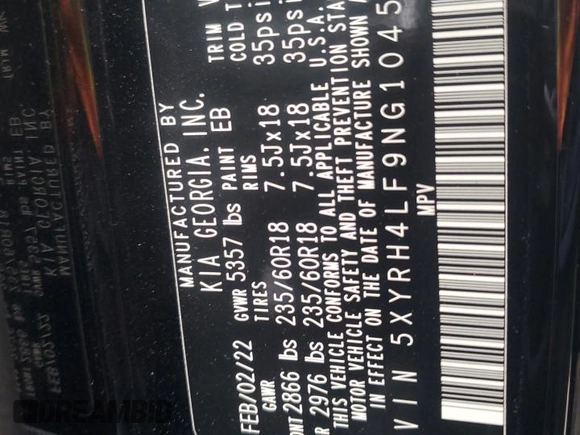 MANUFACTURED BY
KIA GEORGIA, INC.
FEB/02/22 GVWR 5357 lbs PAINT EB TRIM
GAWR TIRES RIMS COLD
2866 lbs 235/60R18 7.5Jx18 35psi
2976 lbs 235/60R18 7.5Jx18 35psi
THIS VEHICLE CONFORMS TO ALL APPLICABLE U.S.A.
MOTOR VEHICLE SAFETY AND THEFT PREVENTION
IN EFFECT ON THE DATE OF MANUFACTURE SHOWN
VIN 5XYRH4LF9NG1045
MPV
DREAMBID